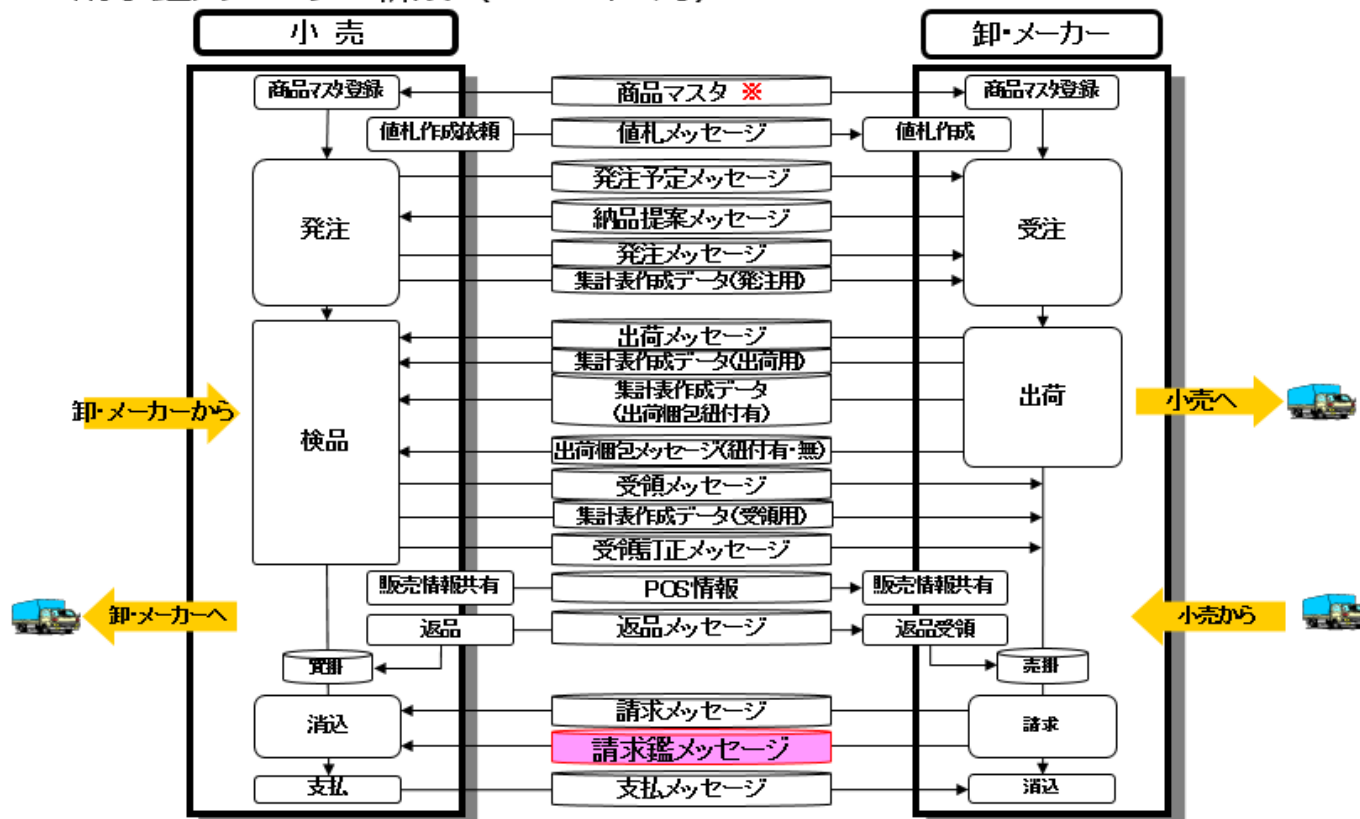 小 売
卸・メーカー
商品マスタ登録
商品マスタ ※
商品マスタ登録
値札作成依頼
値札メッセージ
値札作成
発注予定メッセージ
発注
納品提案メッセージ
受注
発注メッセージ
集計表作成データ(発注用)
出荷メッセージ
集計表作成データ(出荷用)
集計表作成データ
(出荷梱包紐付有)
出荷
卸・メーカーから
小売へ
検品
出荷梱包メッセージ(紐付有・無)
受領メッセージ
集計表作成データ(受領用)
受領訂正メッセージ
販売情報共有
POS情報
販売情報共有
卸・メーカーへ
返品
返品メッセージ
返品受領
小売から
買掛
売掛
消込
請求メッセージ
請求
請求鑑メッセージ
支払
支払メッセージ
消込